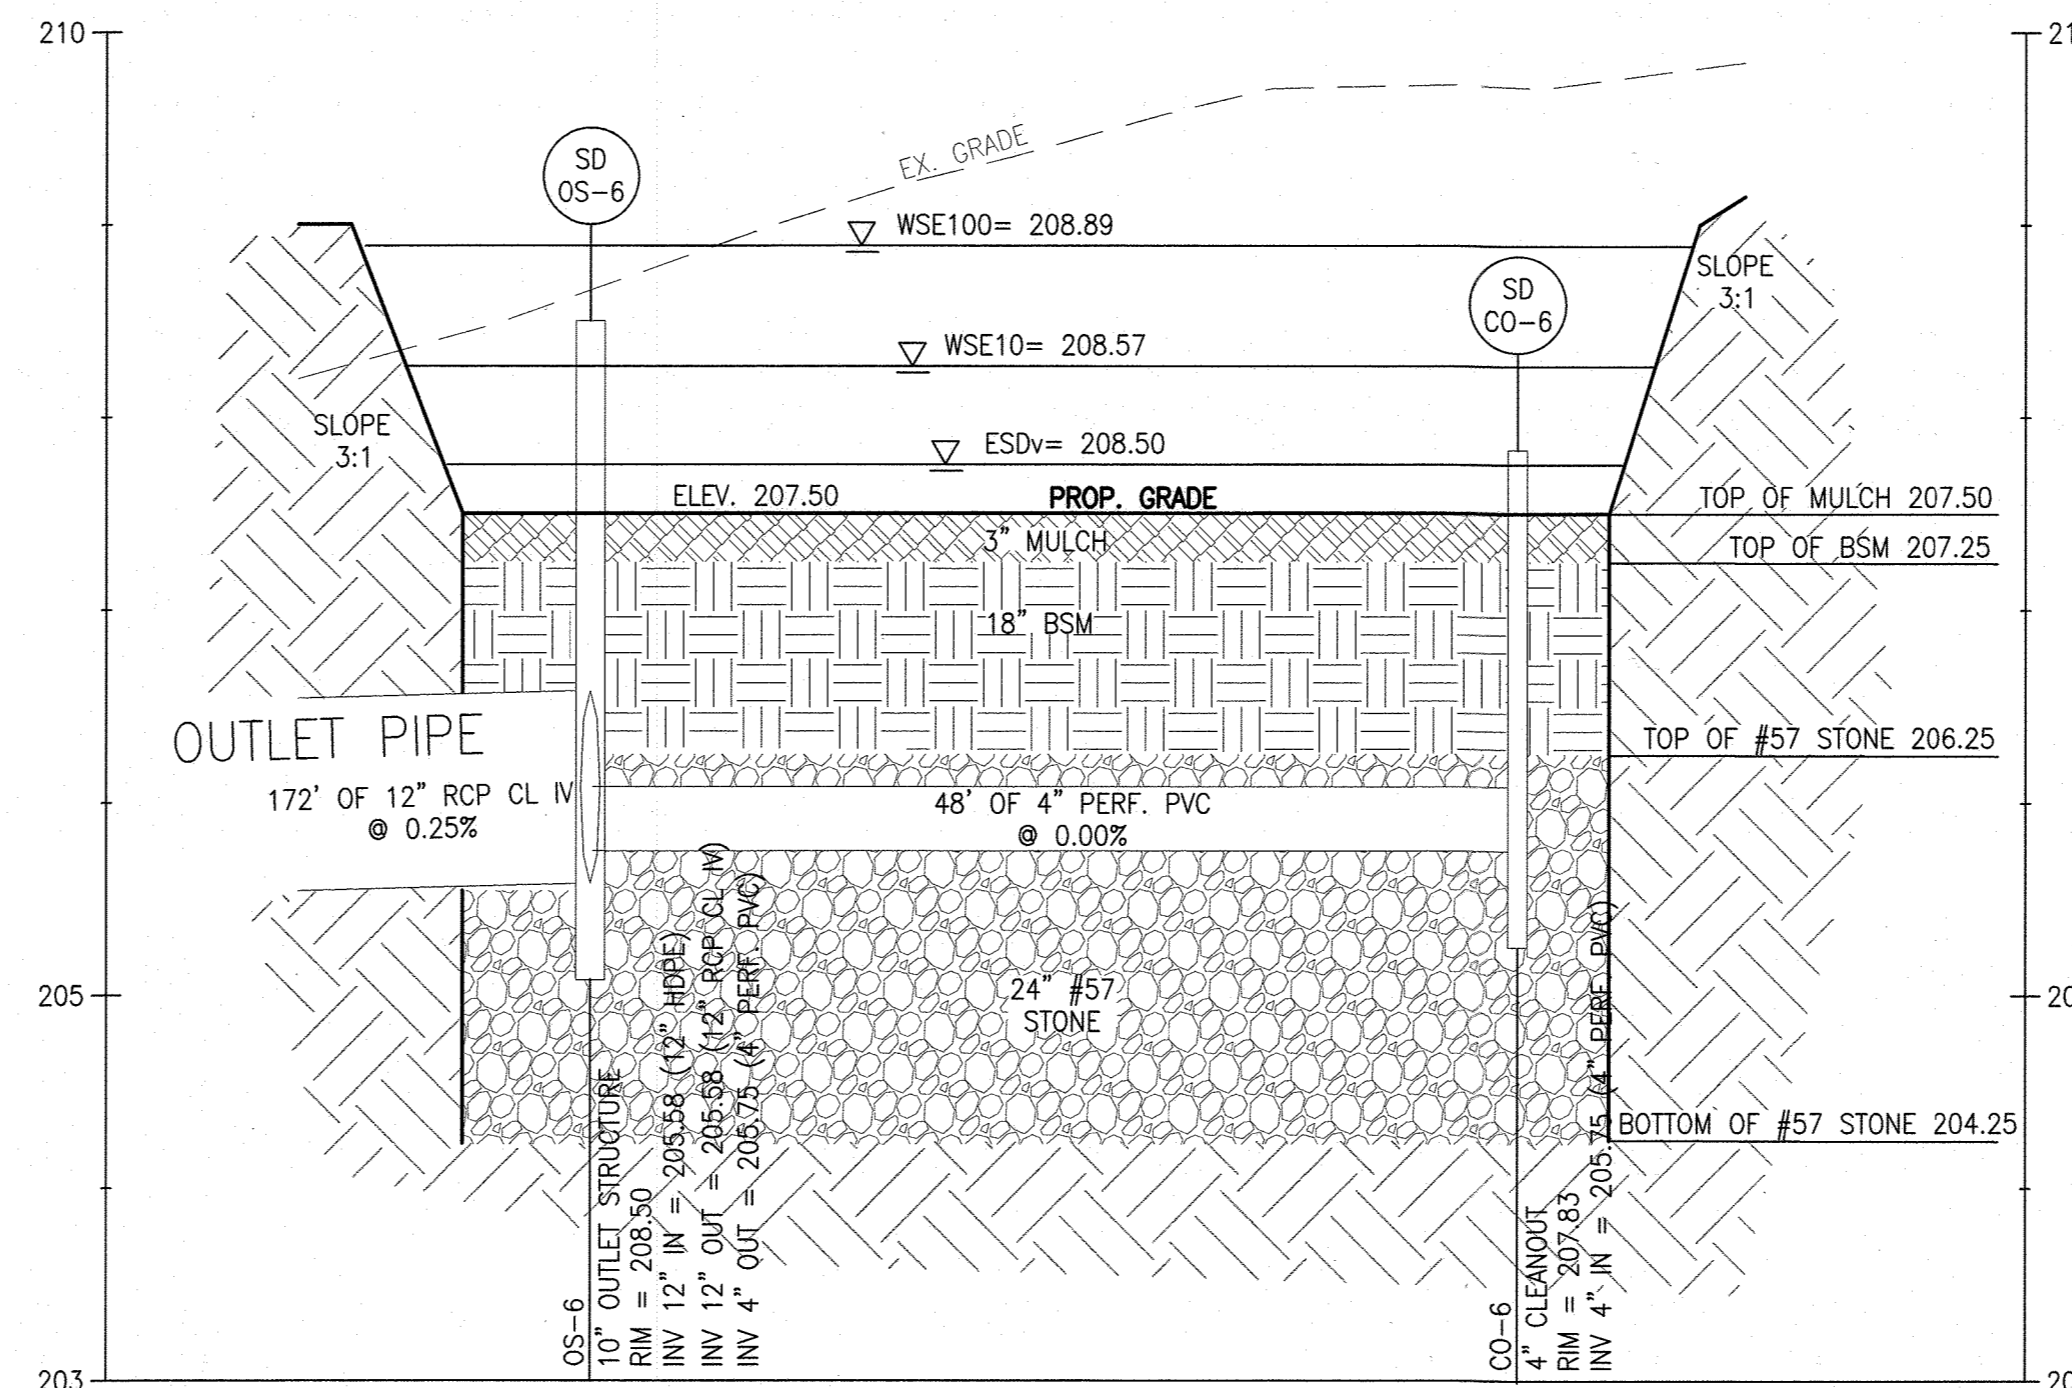 210
21
EX. GRADE
SD
OS-6
WSE100= 208.89
SLOPE
3:1
SD
CO-6
WSE10= 208.57
SLOPE
3:1
ESDv= 208.50
ELEV. 207.50
PROP. GRADE
TOP OF MULCH 207.50
3" MULCH
TOP OF BSM 207.25
18" BSM
OUTLET PIPE
TOP OF #57 STONE 206.25
172' OF 12" RCP CL IV
@ 0.25%
48' OF 4" PERF. PVC
@ 0.00%
205
20
24" #57
STONE
BOTTOM OF #57 STONE 204.25
OS-6
10" OUTLET STRUCTURE
RIM = 208.50
INV 12" IN = 205.58 (12" HDPE)
INV 12" OUT = 205.58 (12" RCP CL IV)
INV 4" OUT = 205.75 (4" PERF. PVC)
CO-6
4" CLEANOUT
RIM = 207.83
INV 4" IN = 205.75 (4" PERF. PVC)
203
20